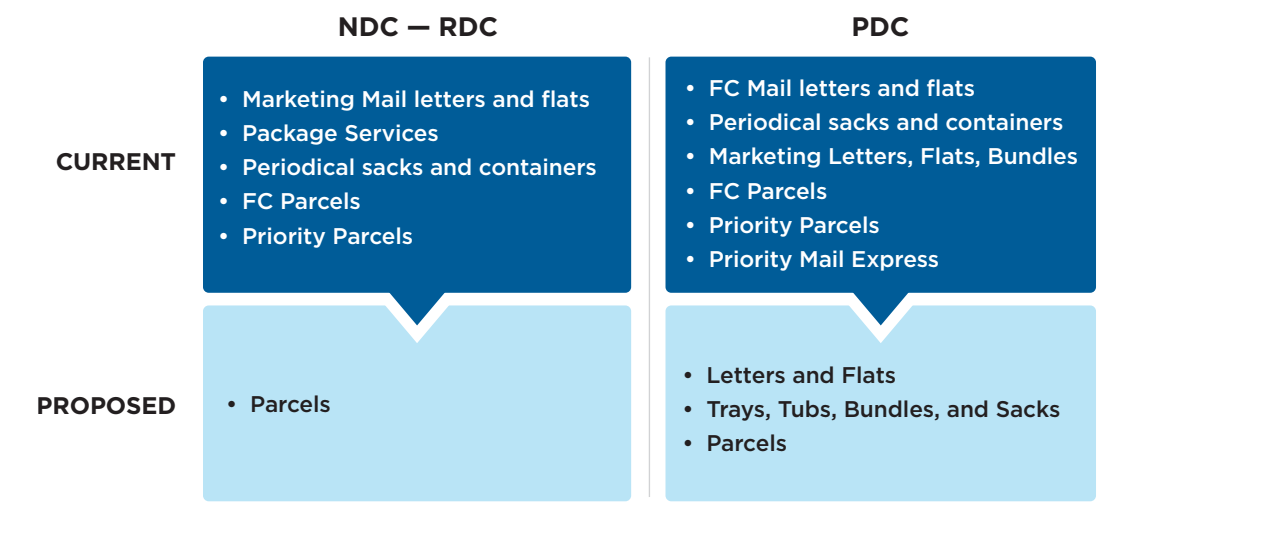 NDC — RDC
PDC
CURRENT
• Marketing Mail letters and flats
• Package Services
• Periodical sacks and containers
• FC Parcels
• Priority Parcels
• FC Mail letters and flats
• Periodical sacks and containers
• Marketing Letters, Flats, Bundles
• FC Parcels
• Priority Parcels
• Priority Mail Express
PROPOSED
• Parcels
• Letters and Flats
• Trays, Tubs, Bundles, and Sacks
• Parcels